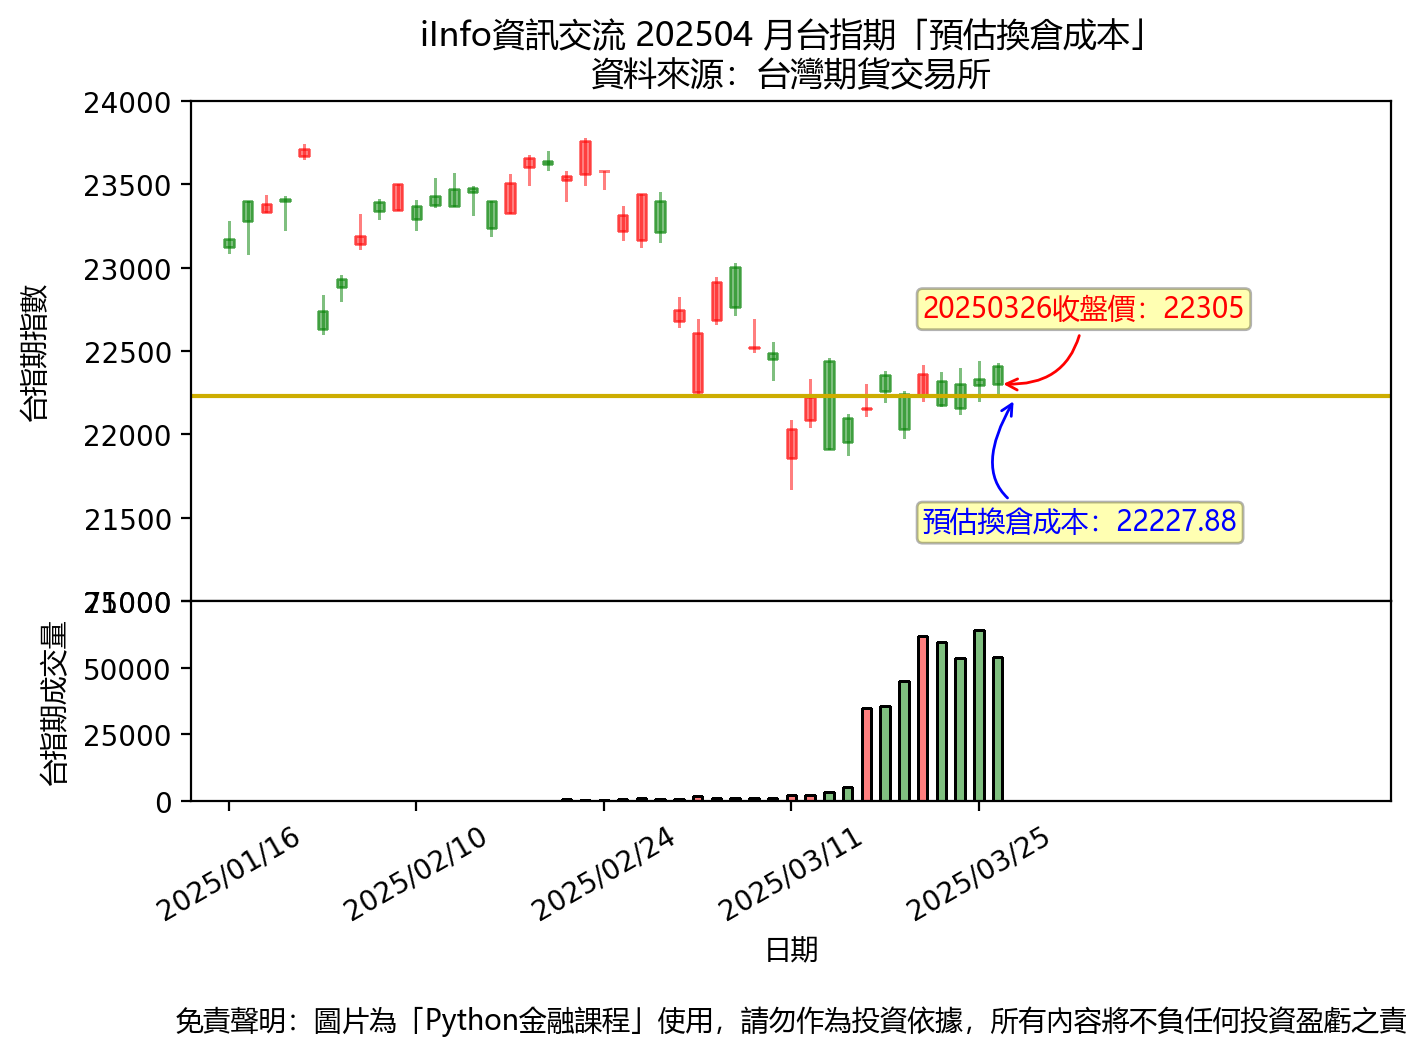 iInfo資訊交流 202504 月台指期「預估換倉成本」
資料來源：台灣期貨交易所
24000
23500
23000
22500
22000
21500
21000
台指期指數
20250326收盤價：22305
預估換倉成本：22227.88
75000
50000
25000
0
台指期成交量
2025/01/16
2025/02/10
2025/02/24
2025/03/11
2025/03/25
日期
免責聲明：圖片為「Python金融課程」使用，請勿作為投資依據，所有內容將不負任何投資盈虧之責